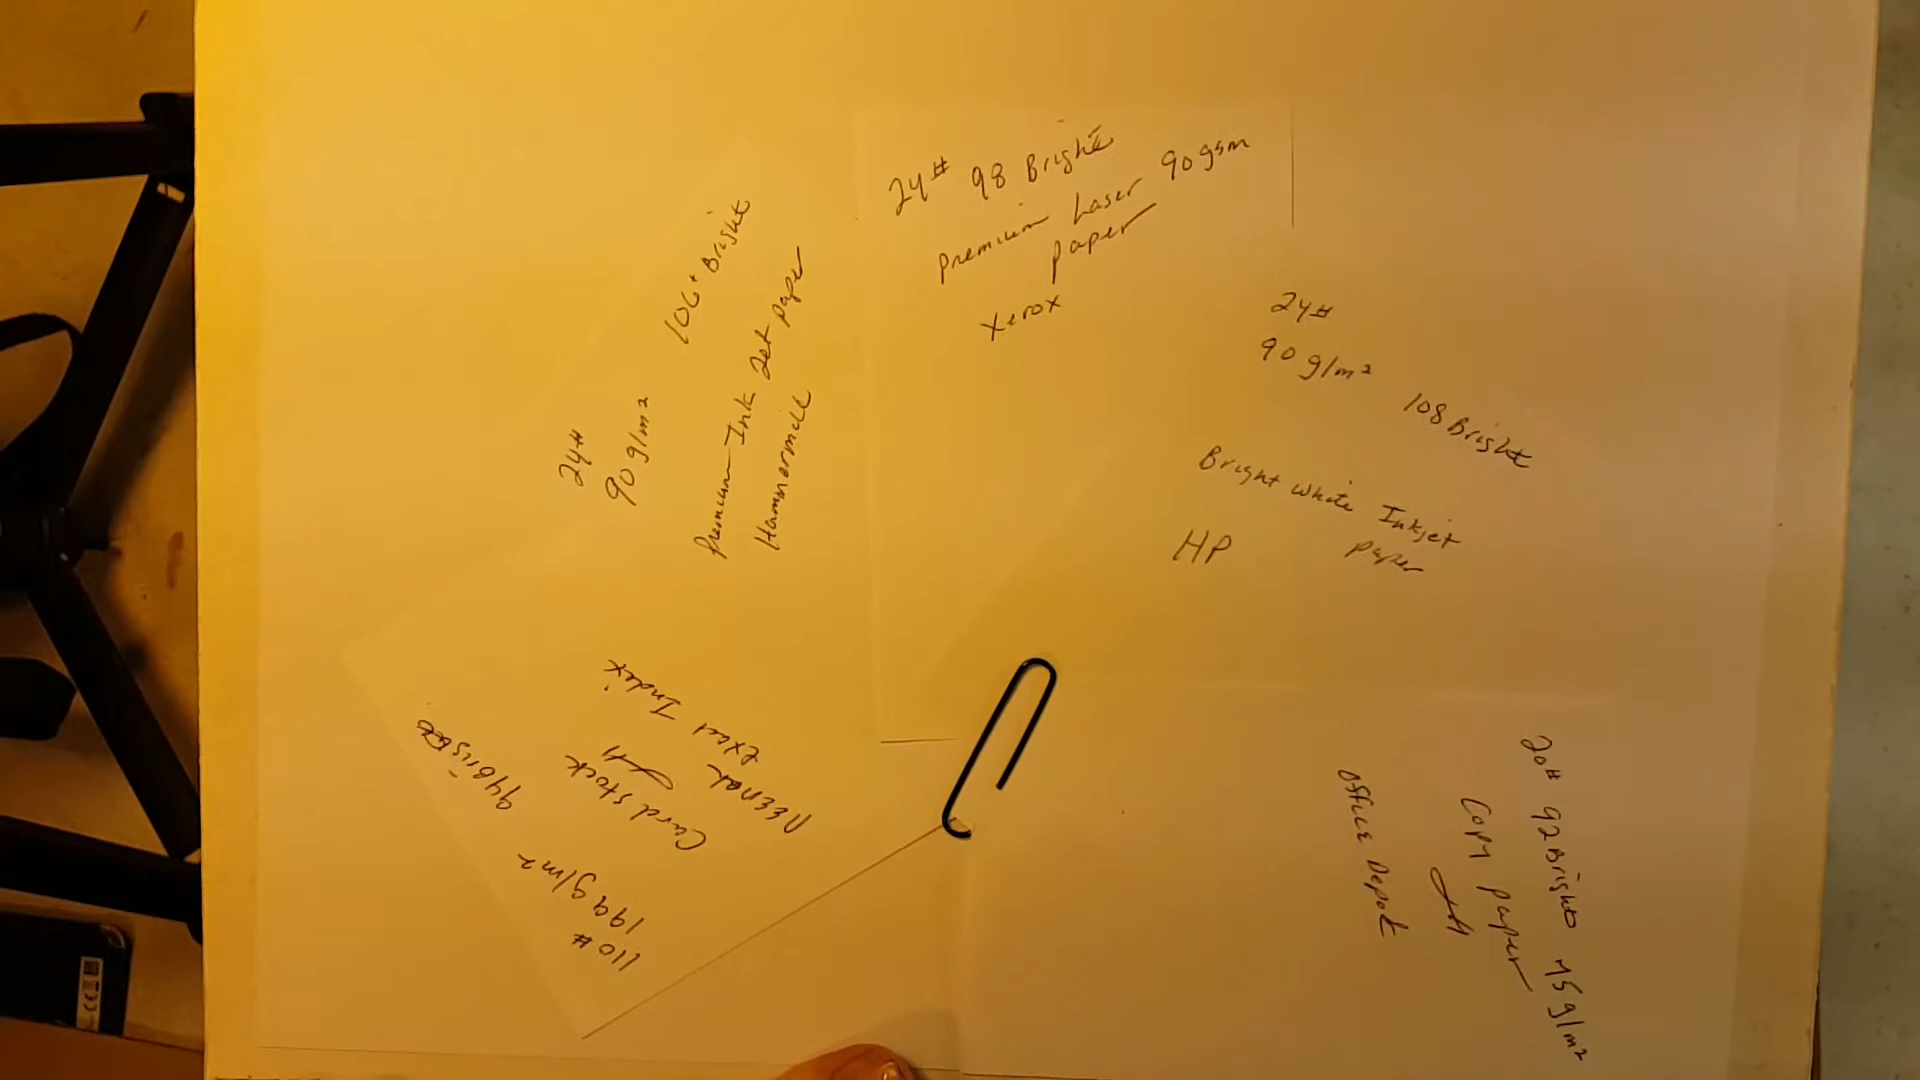 24# 98 Bright
Premium Laser 90gsm
paper
Xerox
24#
90 g/m²
106+ Bright
Premium Ink Jet Paper
Hammermill
24#
90 g/m²
108 Bright
Bright White Inkjet
paper
HP
110#
199 g/m²
94 Bright
Card stock
Neenah
Exact Index
20# 92 Bright 75 g/m²
Copy paper
Office Depot
CE